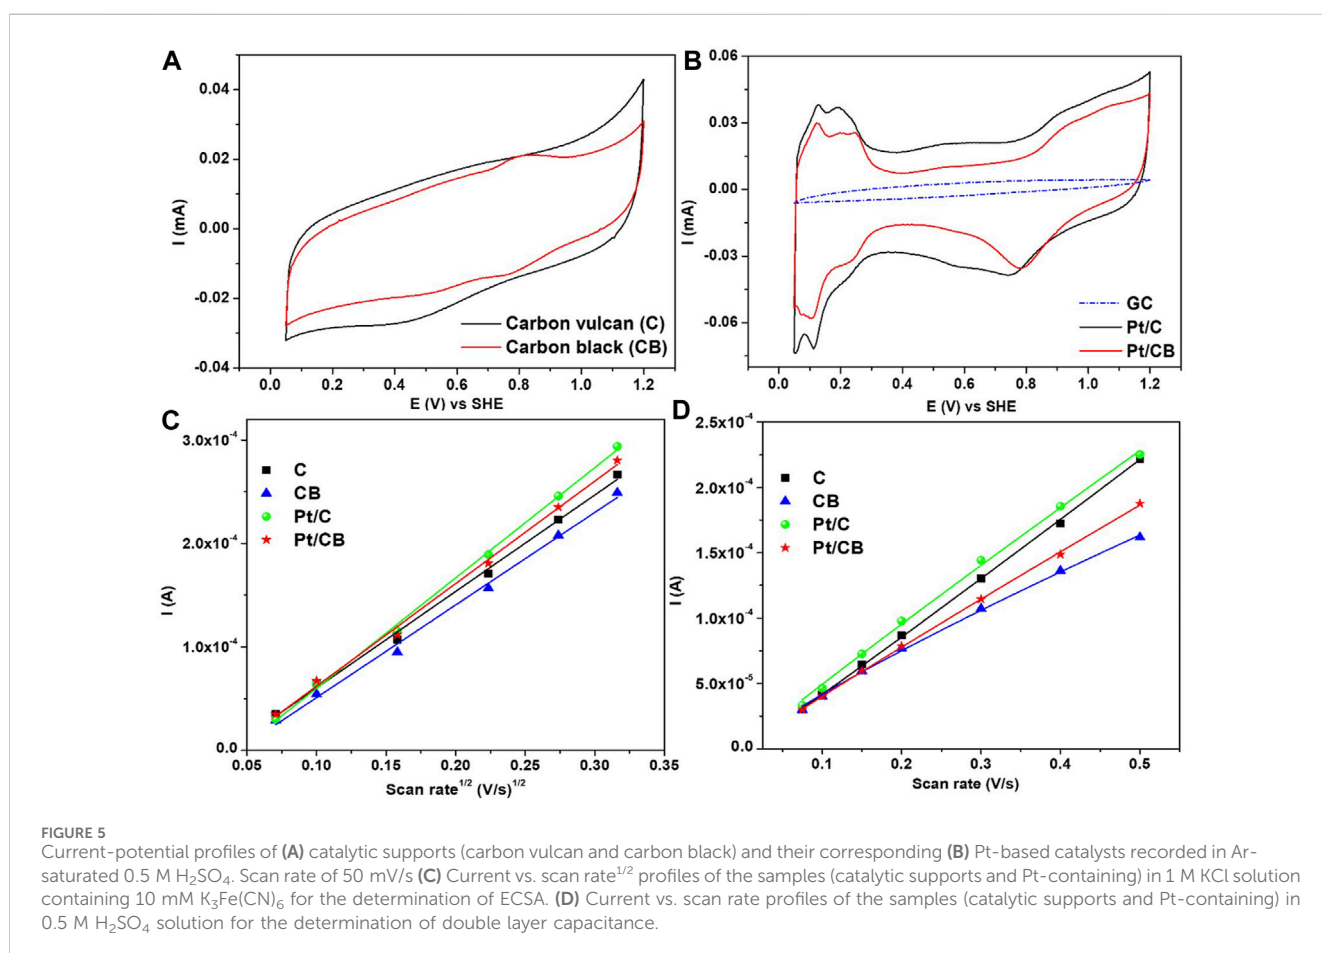 A
I (mA)
0.04
0.02
0.00
-0.02
-0.04
Carbon vulcan (C)
Carbon black (CB)
0.0 0.2 0.4 0.6 0.8 1.0 1.2
E (V) vs SHE
B
I (mA)
0.06
0.03
0.00
-0.03
-0.06
GC
Pt/C
Pt/CB
0.0 0.2 0.4 0.6 0.8 1.0 1.2
E (V) vs SHE
C
I (A)
3.0x10⁻⁴
2.0x10⁻⁴
1.0x10⁻⁴
0.0
C
CB
Pt/C
Pt/CB
0.05 0.10 0.15 0.20 0.25 0.30 0.35
Scan rate¹ᐟ² (V/s)¹ᐟ²
D
I (A)
2.5x10⁻⁴
2.0x10⁻⁴
1.5x10⁻⁴
1.0x10⁻⁴
5.0x10⁻⁵
0.0
C
CB
Pt/C
Pt/CB
0.1 0.2 0.3 0.4 0.5
Scan rate (V/s)
FIGURE 5
Current-potential profiles of (A) catalytic supports (carbon vulcan and carbon black) and their corresponding (B) Pt-based catalysts recorded in Ar-
saturated 0.5 M H₂SO₄. Scan rate of 50 mV/s (C) Current vs. scan rate¹ᐟ² profiles of the samples (catalytic supports and Pt-containing) in 1 M KCl solution
containing 10 mM K₃Fe(CN)₆ for the determination of ECSA. (D) Current vs. scan rate profiles of the samples (catalytic supports and Pt-containing) in
0.5 M H₂SO₄ solution for the determination of double layer capacitance.